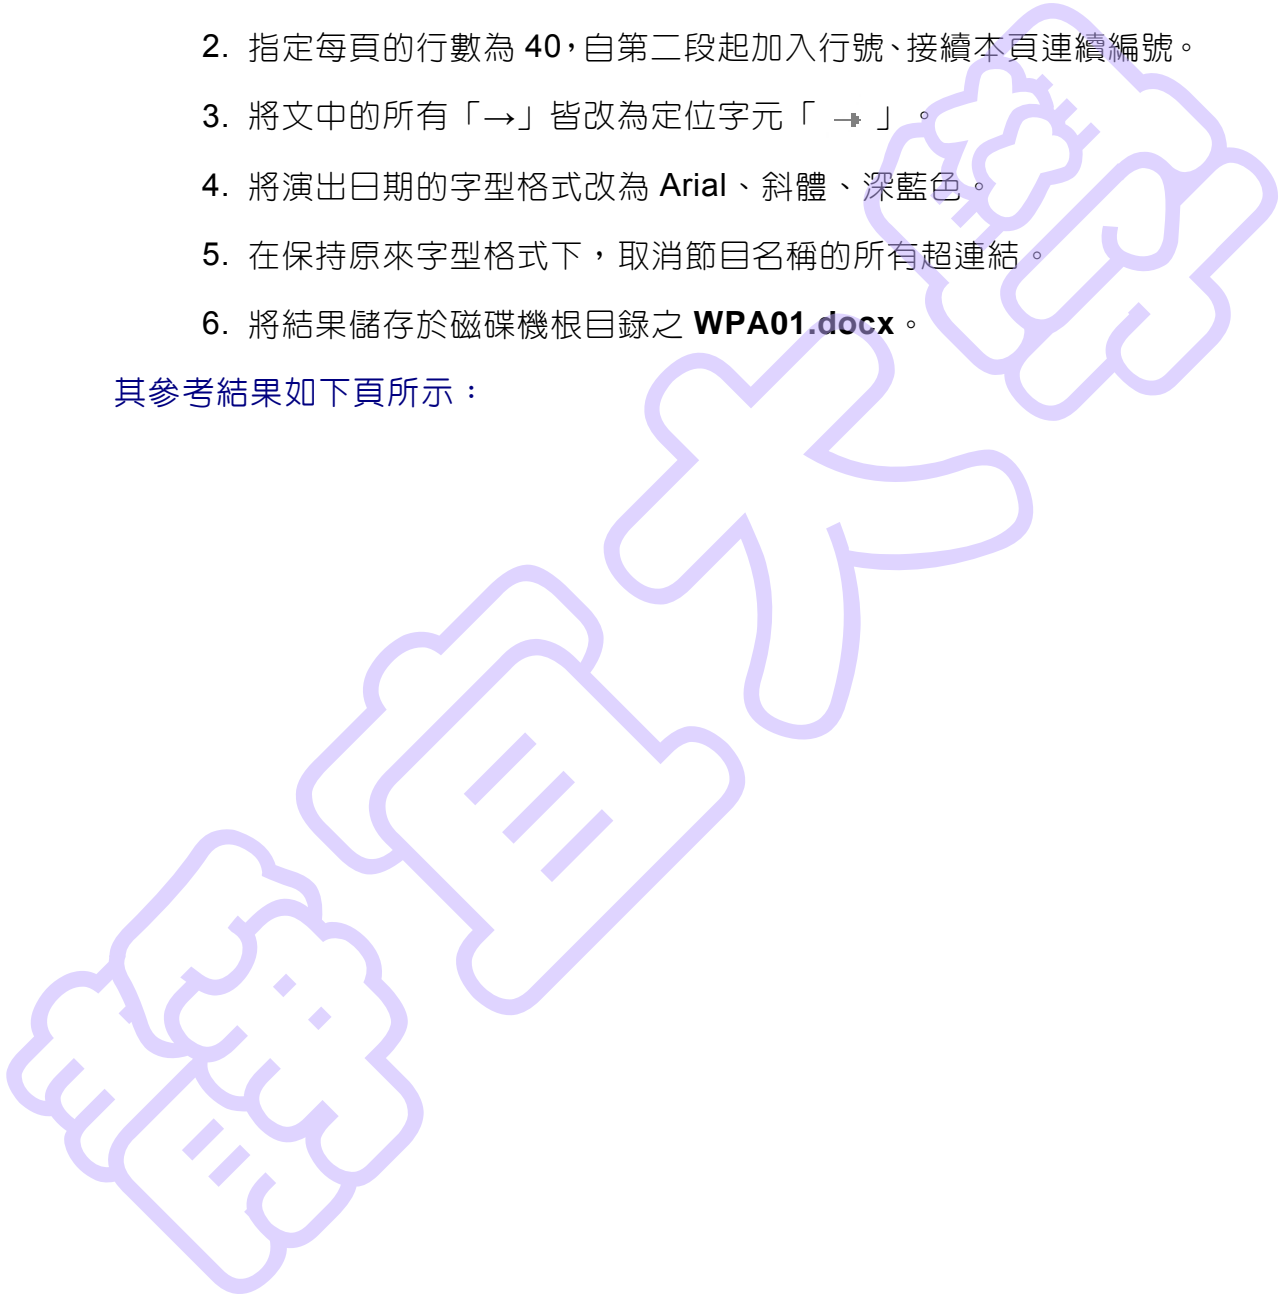 2. 指定每頁的行數為 40，自第二段起加入行號、接續本頁連續編號。
3. 將文中的所有「→」皆改為定位字元「 → 」。
4. 將演出日期的字型格式改為 Arial、斜體、深藍色。
5. 在保持原來字型格式下，取消節目名稱的所有超連結。
6. 將結果儲存於磁碟機根目錄之 WPA01.docx。
其參考結果如下頁所示：